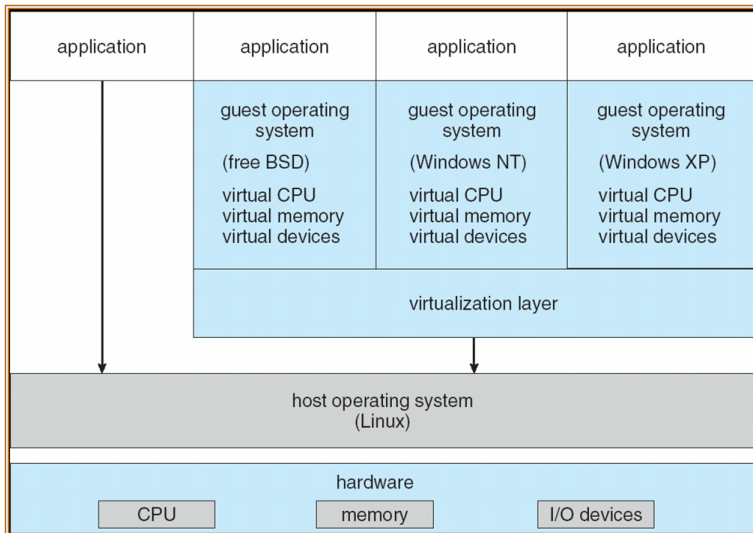 application
application
application
application
guest operating
system
(free BSD)
virtual CPU
virtual memory
virtual devices
guest operating
system
(Windows NT)
virtual CPU
virtual memory
virtual devices
guest operating
system
(Windows XP)
virtual CPU
virtual memory
virtual devices
virtualization layer
host operating system
(Linux)
hardware
CPU
memory
I/O devices